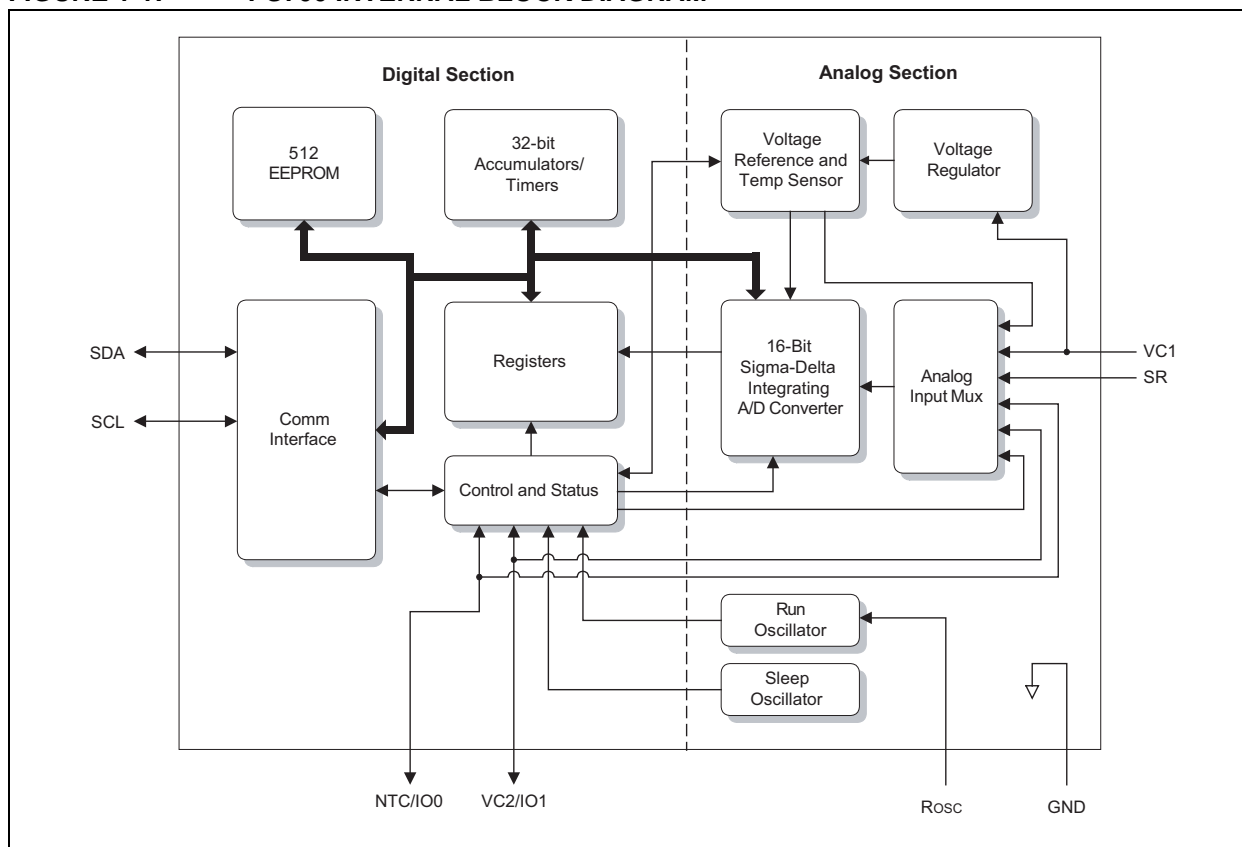 Digital Section
Analog Section
512
EEPROM
32-bit
Accumulators/
Timers
Voltage
Reference and
Temp Sensor
Voltage
Regulator
SDA
SCL
Comm
Interface
Registers
16-Bit
Sigma-Delta
Integrating
A/D Converter
Analog
Input Mux
VC1
SR
Control and Status
Run
Oscillator
Sleep
Oscillator
NTC/IO0
VC2/IO1
ROSC
GND